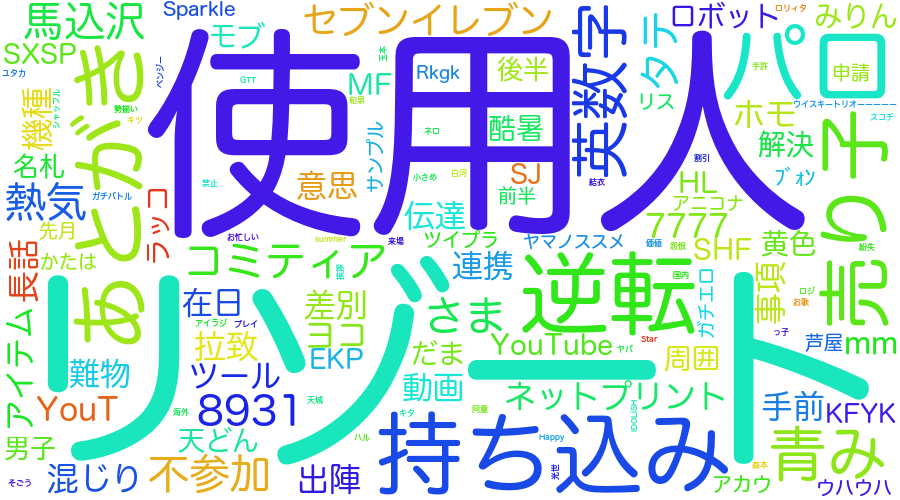 Sparkle
セブンイレブン
ロボット
ロリィタ
みりん
馬込沢
モブ
SXSP
ユタカ
ベンジー
GTT
MF
玉本
Rkgk
後半
英数字
タテ
手許
パロ
申請
使用人
リス
ホモ
ウイスキートリオーーーーー
スコチ
機種
シャッフル
勢揃い
キツ
あとがき
和泉
サンプル
ネロ
酷暑
解決
名札
ガチバトル
禁止
意思
小さめ
白河
SJ
前半
結衣
割引
HL
アニコナ
ブォン
売り子
熱気
ラッコ
先月
お忙しい
summer
伝達
来場
ツイプラ
ヤマノススメ
7777
価値
怨恨
SHF
黄色
紛失
長話
かたは
コミティア
連携
逆転
国内
ガチエロ
事項
ロジ
お歌
リゾート
在日
差別
さま
アイラジ
プレイ
っ子
アイテム
拉致
ヨコ
EKP
だま
YouTube
ヤバ
Star
周囲
芦屋
mm
難物
ツール
動画
ネットプリント
YouT
8931
天城
海外
キタ
同意
IDOLiSH
手前
KFYK
男子
天どん
ハル
持ち込み
Happy
青み
森本
そごう
混じり
不参加
出陣
アカウ
ウハウハ